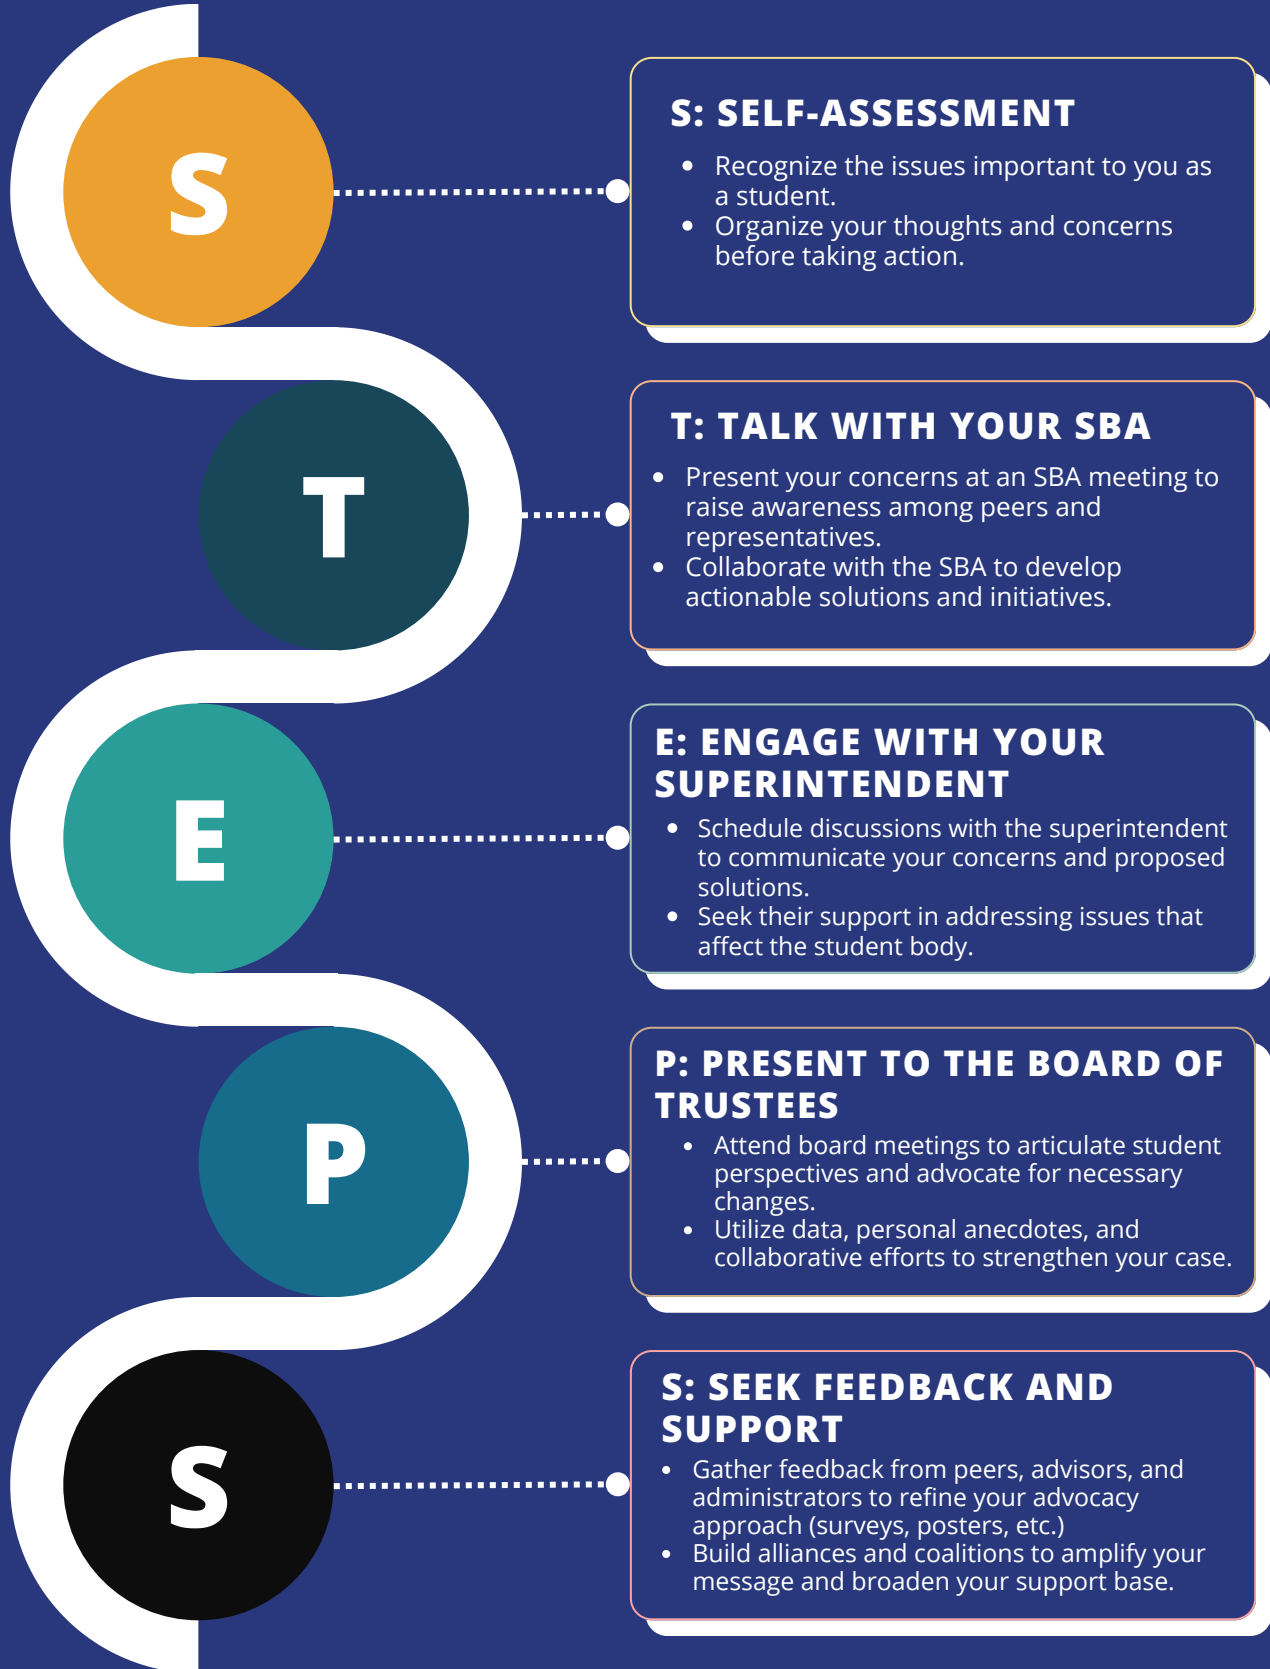 S
S: SELF-ASSESSMENT
• Recognize the issues important to you as
a student.
• Organize your thoughts and concerns
before taking action.
T
T: TALK WITH YOUR SBA
• Present your concerns at an SBA meeting to
raise awareness among peers and
representatives.
• Collaborate with the SBA to develop
actionable solutions and initiatives.
E
E: ENGAGE WITH YOUR
SUPERINTENDENT
• Schedule discussions with the superintendent
to communicate your concerns and proposed
solutions.
• Seek their support in addressing issues that
affect the student body.
P
P: PRESENT TO THE BOARD OF
TRUSTEES
• Attend board meetings to articulate student
perspectives and advocate for necessary
changes.
• Utilize data, personal anecdotes, and
collaborative efforts to strengthen your case.
S
S: SEEK FEEDBACK AND
SUPPORT
• Gather feedback from peers, advisors, and
administrators to refine your advocacy
approach (surveys, posters, etc.)
• Build alliances and coalitions to amplify your
message and broaden your support base.